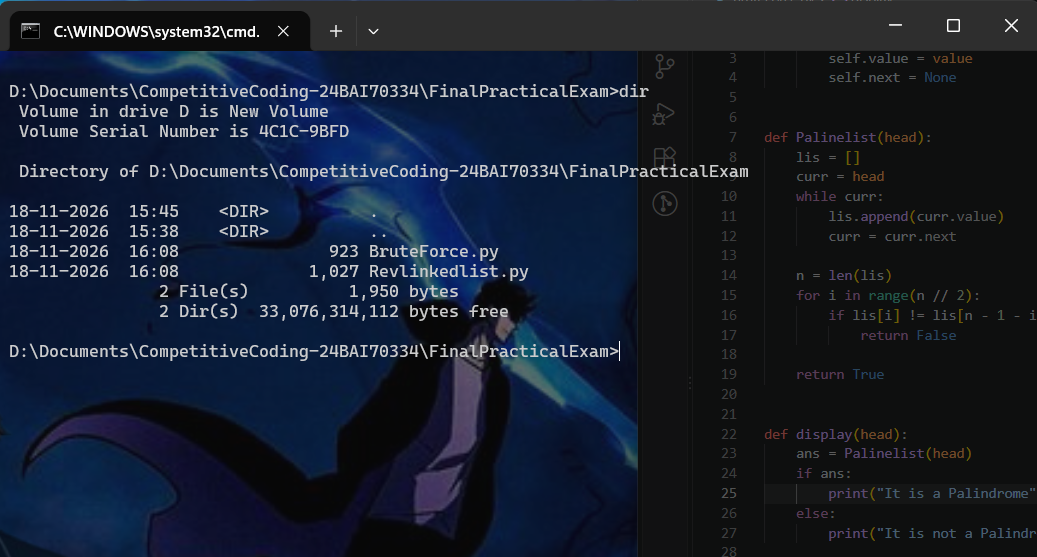 C:\WINDOWS\system32\cmd.
D:\Documents\CompetitiveCoding-24BAI70334\FinalPracticalExam>dir
Volume in drive D is New Volume
Volume Serial Number is 4C1C-9BFD
Directory of D:\Documents\CompetitiveCoding-24BAI70334\FinalPracticalExam
18-11-2026  15:45    <DIR>          .
18-11-2026  15:38    <DIR>          ..
18-11-2026  16:08               923 BruteForce.py
18-11-2026  16:08             1,027 Revlinkedlist.py
2 File(s)          1,950 bytes
2 Dir(s)  33,076,314,112 bytes free
D:\Documents\CompetitiveCoding-24BAI70334\FinalPracticalExam>
3         self.value = value
4         self.next = None
5
6
7 def Palinelist(head):
8     lis = []
9     curr = head
10     while curr:
11         lis.append(curr.value)
12         curr = curr.next
13
14     n = len(lis)
15     for i in range(n // 2):
16         if lis[i] != lis[n - 1 - i
17             return False
18
19     return True
20
21
22 def display(head):
23     ans = Palinelist(head)
24     if ans:
25         print("It is a Palindrome"
26     else:
27         print("It is not a Palindr
28